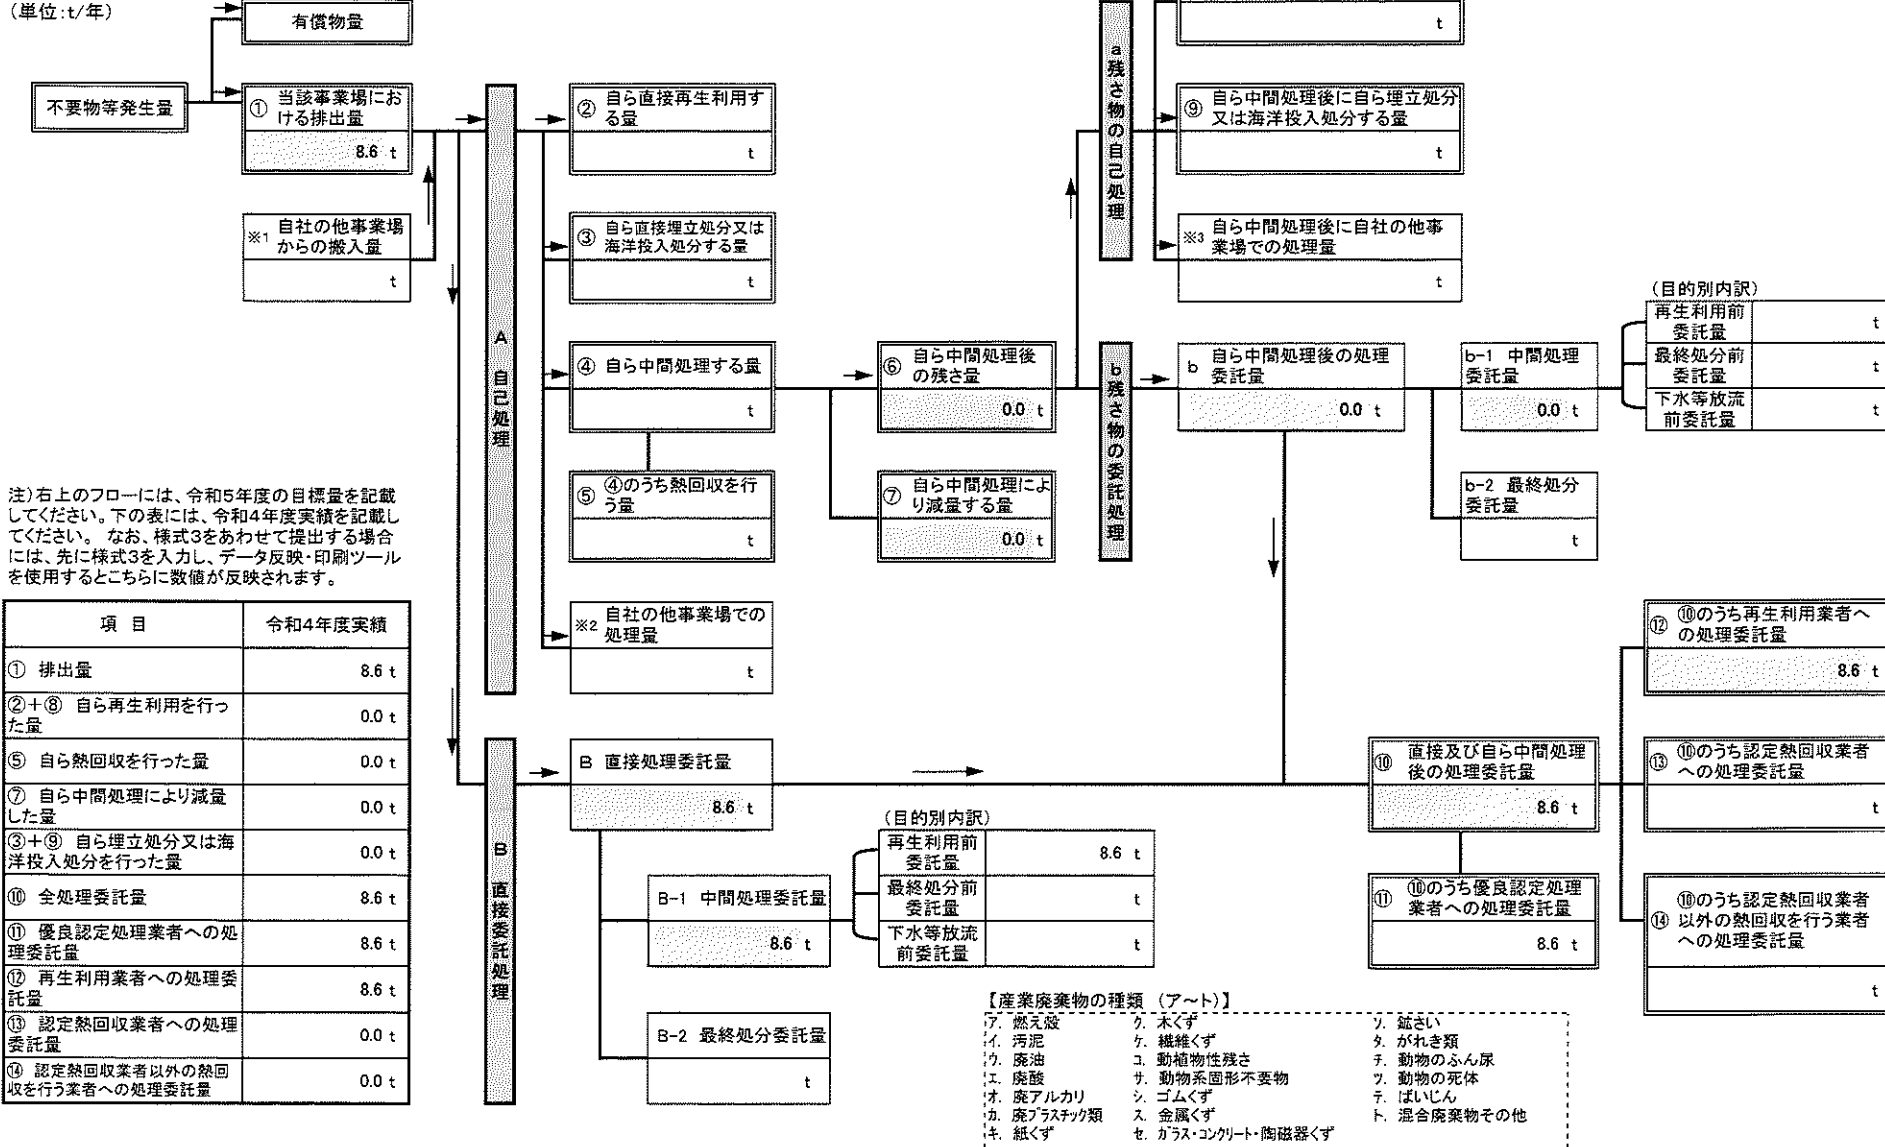 (単位:t/年)
有償物量
t
不要物等発生量
① 当該事業場にお
ける排出量
8.6 t
※1 自社の他事業場
からの搬入量
t
A 自己処理
② 自ら直接再生利用す
る量
t
③ 自ら直接埋立処分又は
海洋投入処分する量
t
④ 自ら中間処理する量
t
⑤ ④のうち熱回収を行
う量
t
※2 自社の他事業場での
処理量
t
⑥ 自ら中間処理後
の残さ量
0.0 t
⑦ 自ら中間処理によ
り減量する量
0.0 t
a 残さ物の自己処理
⑨ 自ら中間処理後に自ら埋立処分
又は海洋投入処分する量
t
※3 自ら中間処理後に自社の他事
業場での処理量
t
b 残さ物の委託処理
b 自ら中間処理後の処理
委託量
0.0 t
b-1 中間処理
委託量
0.0 t
b-2 最終処分
委託量
t
(目的別内訳)
再生利用前
委託量
t
最終処分前
委託量
t
下水等放流
前委託量
t
注)右上のフローには、令和5年度の目標量を記載
してください。下の表には、令和4年度実績を記載し
てください。 なお、様式3をあわせて提出する場合
には、先に様式3を入力し、データ反映・印刷ツール
を使用するとこちらに数値が反映されます。
項 目 令和4年度実績
① 排出量 8.6 t
②+⑧ 自ら再生利用を行っ
た量 0.0 t
⑤ 自ら熱回収を行った量 0.0 t
⑦ 自ら中間処理により減量
した量 0.0 t
③+⑨ 自ら埋立処分又は海
洋投入処分を行った量 0.0 t
⑩ 全処理委託量 8.6 t
⑪ 優良認定処理業者への処
理委託量 8.6 t
⑫ 再生利用業者への処理委
託量 8.6 t
⑬ 認定熱回収業者への処理
委託量 0.0 t
⑭ 認定熱回収業者以外の熱回
収を行う業者への処理委託量 0.0 t
B 直接委託処理
B 直接処理委託量
8.6 t
B-1 中間処理委託量
8.6 t
B-2 最終処分委託量
t
(目的別内訳)
再生利用前
委託量
8.6 t
最終処分前
委託量
t
下水等放流
前委託量
t
⑩ 直接及び自ら中間処理
後の処理委託量
8.6 t
⑪ ⑩のうち優良認定処理
業者への処理委託量
8.6 t
⑫ ⑩のうち再生利用業者へ
の処理委託量
8.6 t
⑬ ⑩のうち認定熱回収業者
への処理委託量
t
⑭ ⑩のうち認定熱回収業者
以外の熱回収を行う業者
への処理委託量
t
【産業廃棄物の種類 (ア〜ト)】
ア. 燃え殻 ク. 木くず ソ. 鉱さい
イ. 汚泥 ケ. 繊維くず タ. がれき類
ウ. 廃油 コ. 動植物性残さ チ. 動物のふん尿
エ. 廃酸 サ. 動物系固形不要物 ツ. 動物の死体
オ. 廃アルカリ シ. ゴムくず テ. ばいじん
カ. 廃プラスチック類 ス. 金属くず ト. 混合廃棄物その他
キ. 紙くず セ. ガラス・コンクリート・陶磁器くず